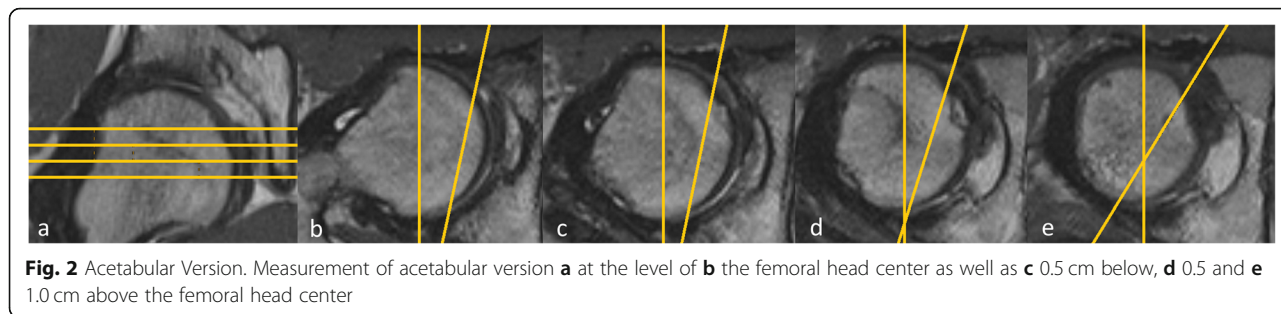 a b c d e
Fig. 2 Acetabular Version. Measurement of acetabular version a at the level of b the femoral head center as well as c 0.5 cm below, d 0.5 and e
1.0 cm above the femoral head center